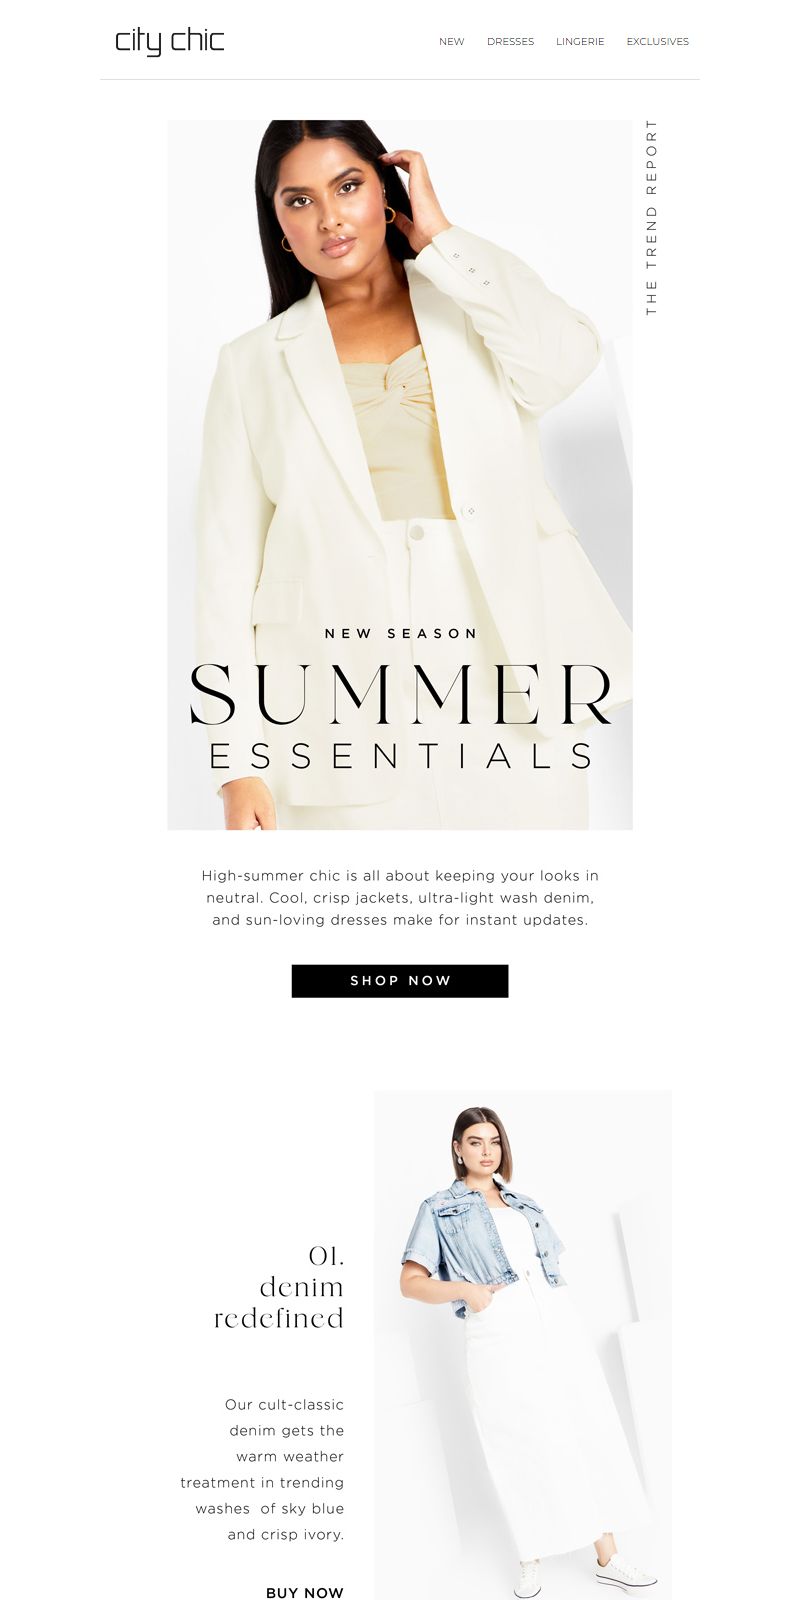 city chic
NEW DRESSES LINGERIE EXCLUSIVES
THE TREND REPORT
NEW SEASON
SUMMER
ESSENTIALS
High-summer chic is all about keeping your looks in
neutral. Cool, crisp jackets, ultra-light wash denim,
and sun-loving dresses make for instant updates.
SHOP NOW
01.
denim
redefined
Our cult-classic
denim gets the
warm weather
treatment in trending
washes of sky blue
and crisp ivory.
BUY NOW